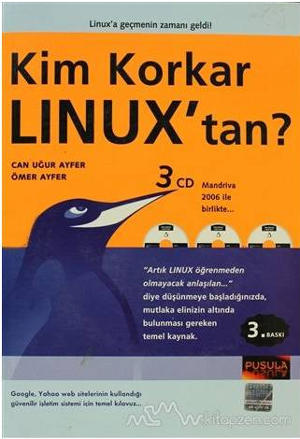 Linux'a geçmenin zamanı geldi!
Kim Korkar
LINUX'tan?
CAN UĞUR AYFER
ÖMER AYFER
3 CD
Mandriva
2006 ile
birlikte...
"Artık LINUX öğrenmeden
olmayacak anlaşılan..."
diye düşünmeye başladığınızda,
mutlaka elinizin altında
bulunması gereken
temel kaynak.
3. BASKI
PUSULA
Google, Yahoo web sitelerinin kullandığı
güvenilir işletim sistemi için temel kılavuz...
kitapzen.com